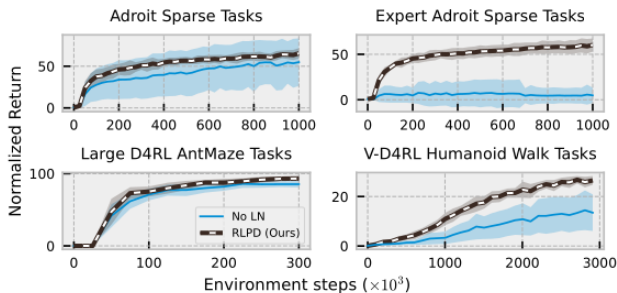 Adroit Sparse Tasks
Expert Adroit Sparse Tasks
50
0
0 200 400 600 800 1000
50
0
0 200 400 600 800 1000
Normalized Return
Large D4RL AntMaze Tasks
V-D4RL Humanoid Walk Tasks
100
0
0 100 200 300
No LN
RLPD (Ours)
20
0
0 1000 2000 3000
Environment steps (×10³)